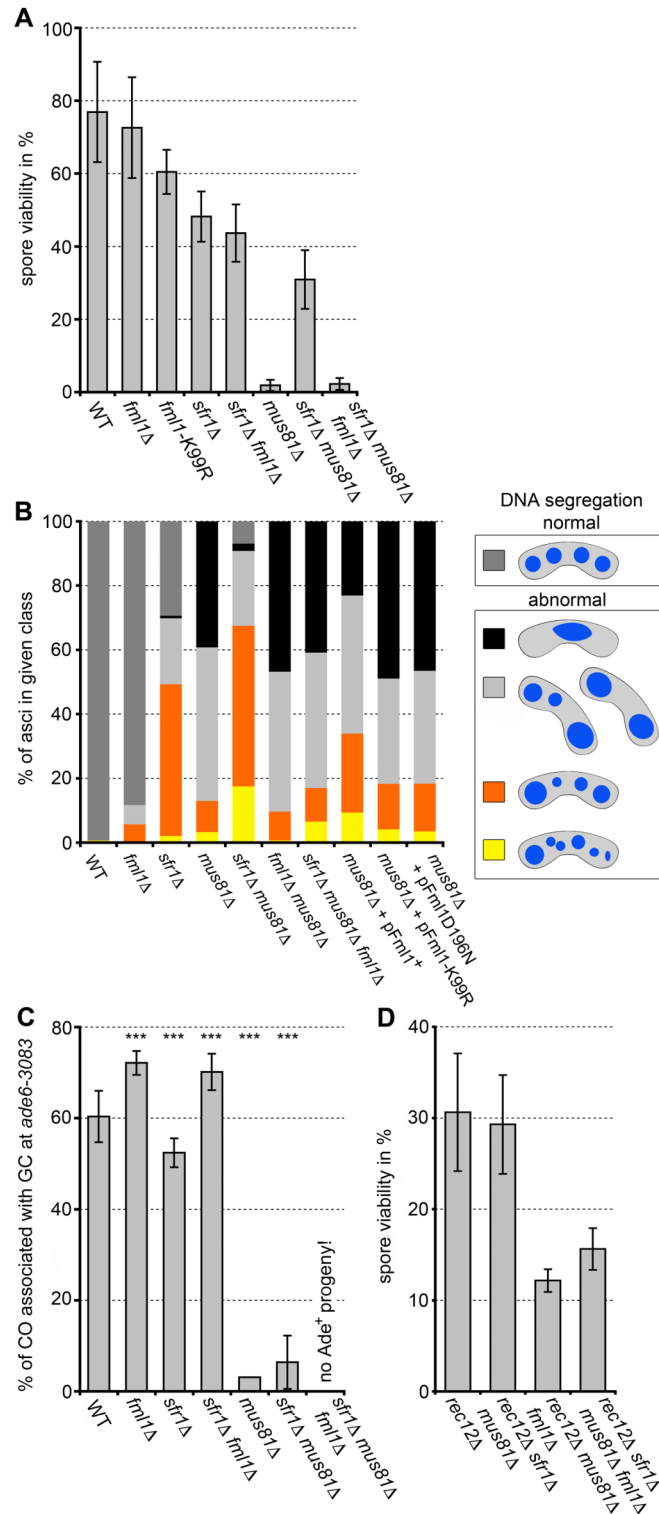 A
spore viability in %
100
80
60
40
20
0
WT
fml1Δ
fml1-K99R
sfr1Δ
sfr1Δ fml1Δ
mus81Δ
sfr1Δ mus81Δ
sfr1Δ mus81Δ
fml1Δ
B
% of asci in given class
100
80
60
40
20
0
WT
fml1Δ
sfr1Δ
mus81Δ
sfr1Δ mus81Δ
fml1Δ mus81Δ
sfr1Δ mus81Δ fml1Δ
mus81Δ + pFml1+
mus81Δ + pFml1-K99R
mus81Δ
+ pFml1D196N
DNA segregation
normal
abnormal
C
% of CO associated with GC at ade6-3083
80
60
40
20
0
***
***
***
***
***
no Ade+ progeny!
WT
fml1Δ
sfr1Δ
sfr1Δ fml1Δ
mus81Δ
sfr1Δ mus81Δ
sfr1Δ mus81Δ
fml1Δ
D
spore viability in %
40
30
20
10
0
rec12Δ
mus81Δ
rec12Δ sfr1Δ
mus81Δ
rec12Δ mus81Δ
fml1Δ
rec12Δ sfr1Δ
mus81Δ fml1Δ